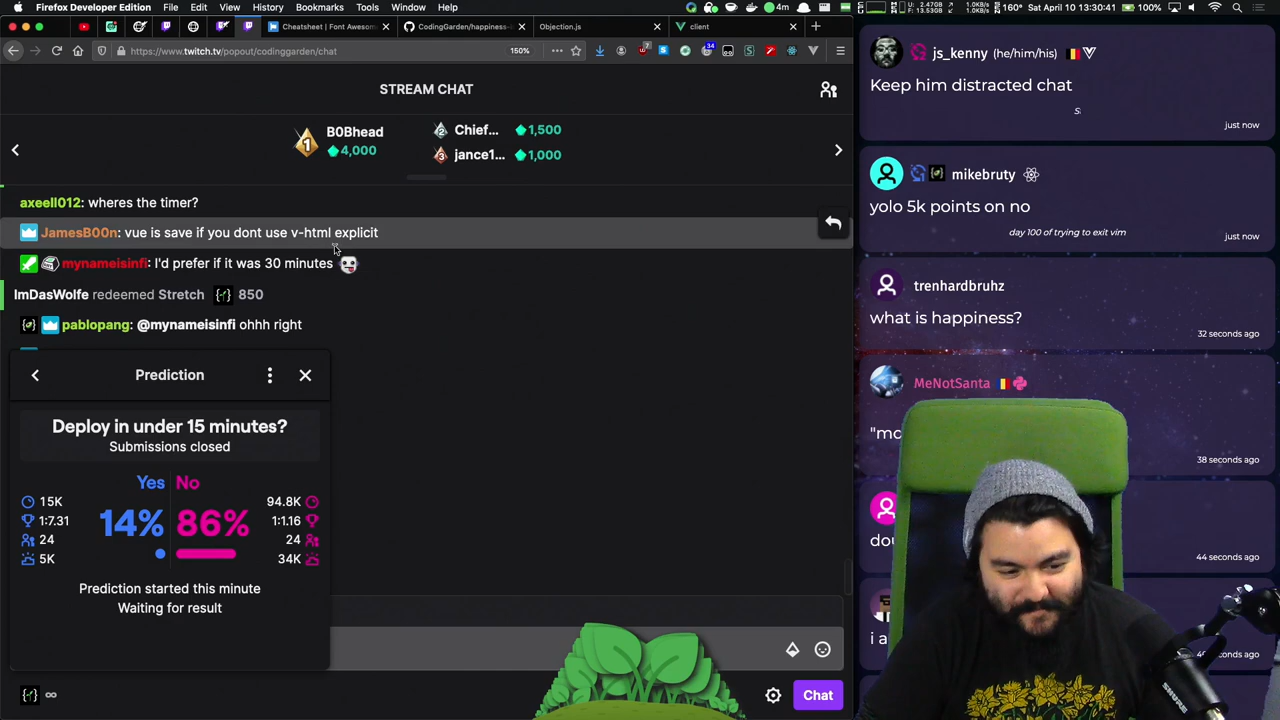 Firefox Developer Edition File Edit View History Bookmarks Tools Window Help
4m
160° Sat April 10 13:30:41 100%
Cheatsheet | Font Awesom
CodingGarden/happiness-
Objection.js
client
https://www.twitch.tv/popout/codinggarden/chat
150%
STREAM CHAT
1 B0Bhead 4,000
2 Chief... 1,500
3 jance1... 1,000
axeell012: wheres the timer?
JamesB00n: vue is save if you dont use v-html explicit
mynameisinfi: I'd prefer if it was 30 minutes
ImDasWolfe redeemed Stretch 850
pablopang: @mynameisinfi ohhh right
Prediction
Deploy in under 15 minutes?
Submissions closed
Yes No
15K 94.8K
1:7.31 14% 86% 1:1.16
24 24
5K 34K
Prediction started this minute
Waiting for result
Chat
js_kenny (he/him/his)
Keep him distracted chat
just now
mikebruty
yolo 5k points on no
day 100 of trying to exit vim
just now
trenhardbruhz
what is happiness?
32 seconds ago
MeNotSanta
38 seconds ago
44 seconds ago
SHURE